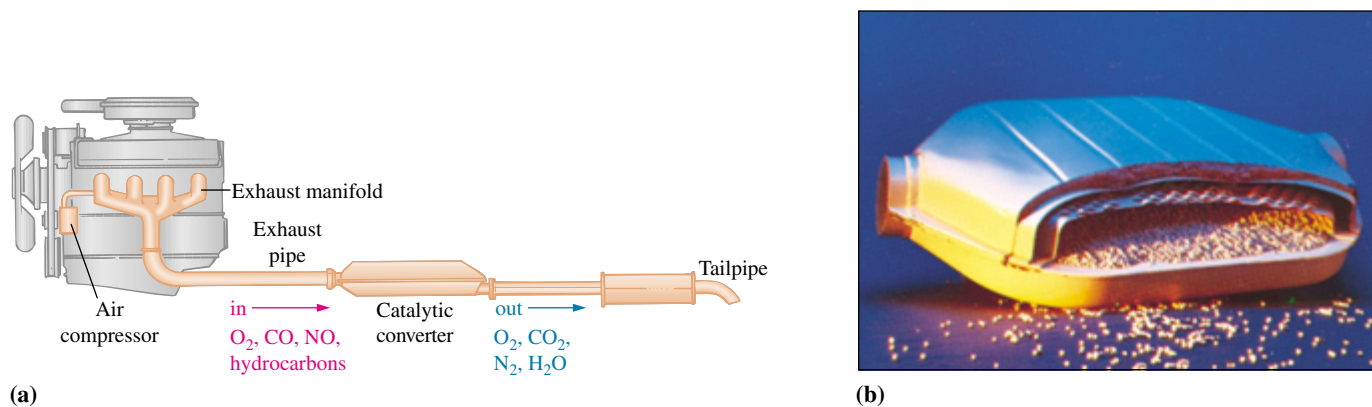 Exhaust manifold
Exhaust
pipe
Tailpipe
Air
compressor
in
O₂, CO, NO,
hydrocarbons
Catalytic
converter
out
O₂, CO₂,
N₂, H₂O
(a)
(b)